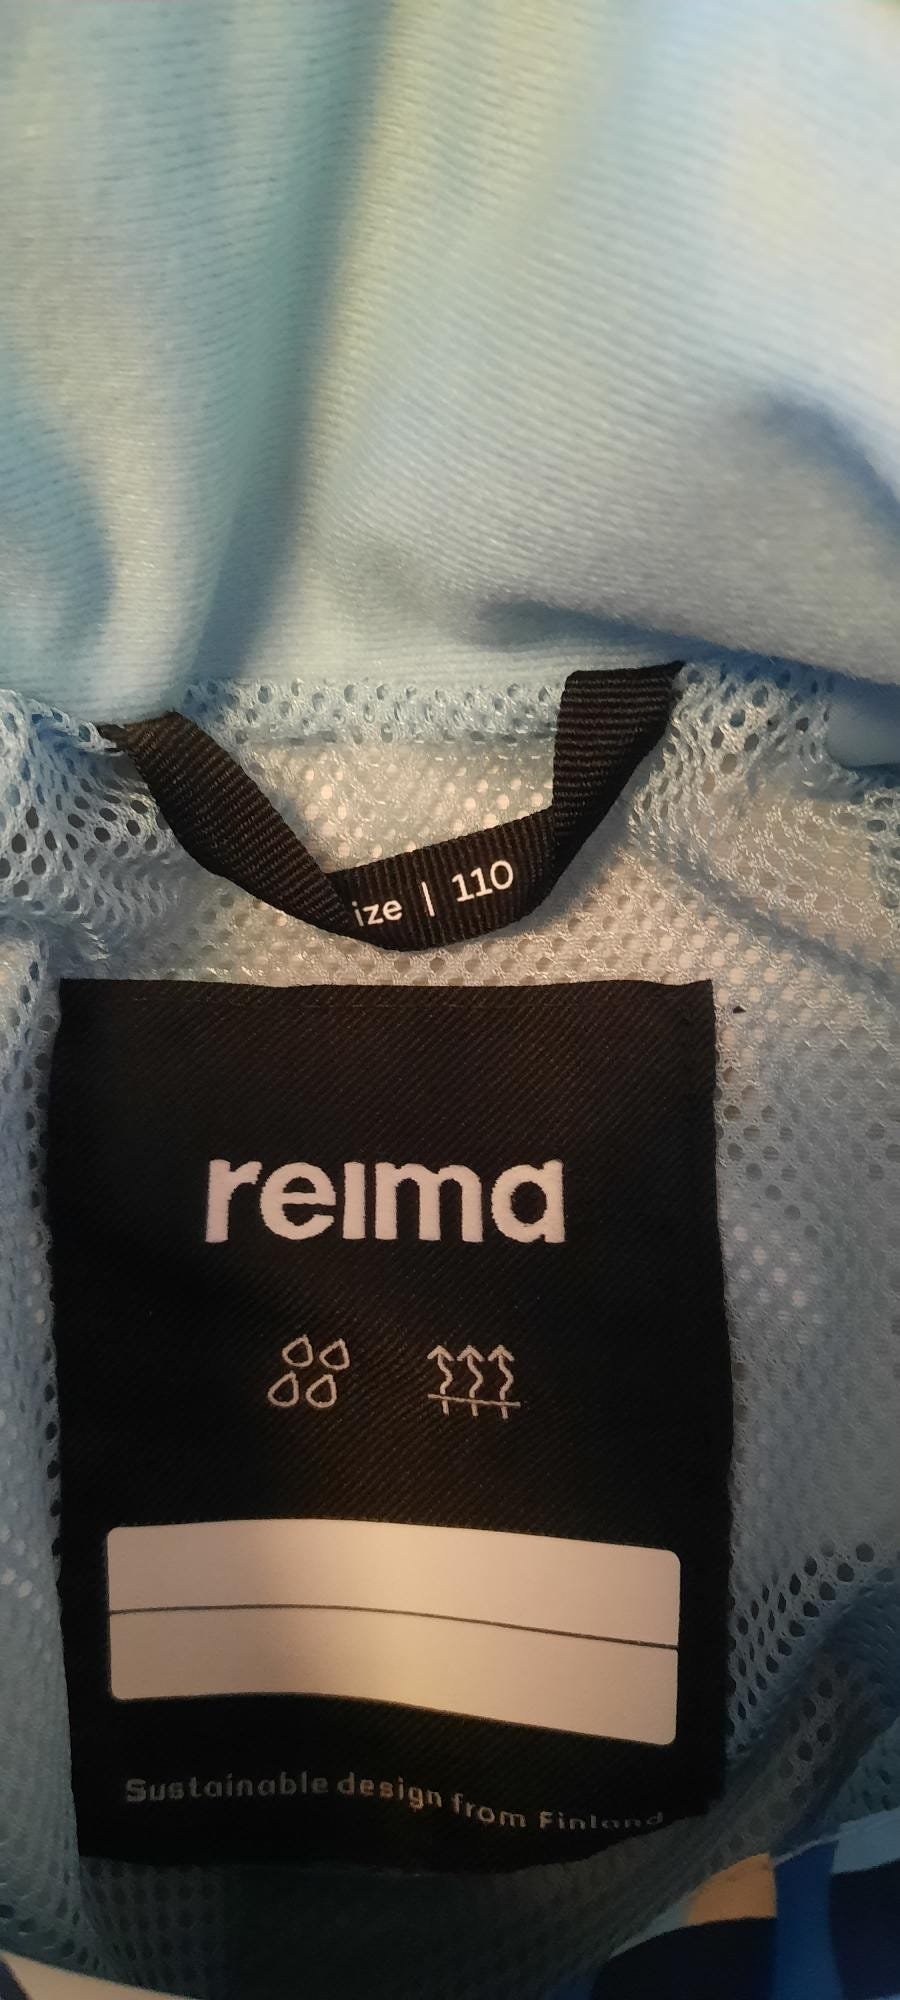 ize | 110
reima
Sustainable design from Finland